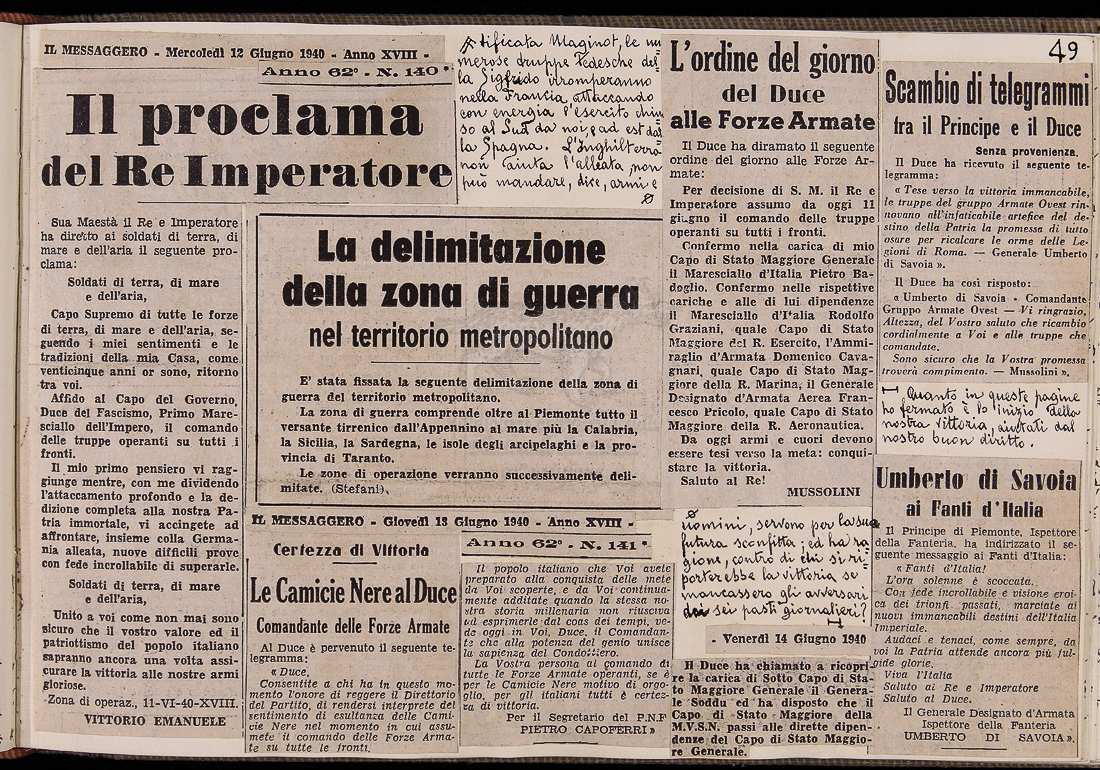 49
IL MESSAGGERO - Mercoledì 12 Giugno 1940 - Anno XVIII -
Anno 62° - N. 140
Il proclama
del Re Imperatore
Sua Maestà il Re e Imperatore
ha diretto ai soldati di terra, di
mare e dell'aria il seguente pro-
clama:
Soldati di terra, di mare
e dell'aria,
Capo Supremo di tutte le forze
di terra, di mare e dell'aria, se-
guendo i miei sentimenti e le
tradizioni della mia Casa, come
venticinque anni or sono, ritorno
tra voi.
Affido al Capo del Governo,
Duce del Fascismo, Primo Mare-
sciallo dell'Impero, il comando
delle truppe operanti su tutti i
fronti.
Il mio primo pensiero vi rag-
giunge mentre, con me dividendo
l'attaccamento profondo e la de-
dizione completa alla nostra Pa-
tria immortale, vi accingete ad
affrontare, insieme colla Germa-
nia alleata, nuove difficili prove
con fede incrollabile di superarle.
Soldati di terra, di mare
e dell'aria,
Unito a voi come non mai sono
sicuro che il vostro valore ed il
patriottismo del popolo italiano
sapranno ancora una volta assi-
curare la vittoria alle nostre armi
gloriose.
Zona di operaz., 11-VI-40-XVIII.
VITTORIO EMANUELE
tificata Maginot, le nu
merose truppe Tedesche del
la Sigfrido irromperanno
nella Francia attaccando
con energia l'esercito chiu
so al Sud da noi, ad est dal
la Spagna. L'Inghilterra
non aiuta l'alleata, non
può mandare, dice, armi e
La delimitazione
della zona di guerra
nel territorio metropolitano
E' stata fissata la seguente delimitazione della zona di
guerra del territorio metropolitano.
La zona di guerra comprende oltre al Piemonte tutto il
versante tirrenico dall'Appennino al mare più la Calabria,
la Sicilia, la Sardegna, le isole degli arcipelaghi e la pro-
vincia di Taranto.
Le zone di operazione verranno successivamente deli-
mitate. (Stefani).
IL MESSAGGERO - Giovedì 13 Giugno 1940 - Anno XVIII -
Anno 62° - N. 141
Certezza di Vittoria
Le Camicie Nere al Duce
Comandante delle Forze Armate
Al Duce è pervenuto il seguente te-
legramma:
« Duce,
Consentite a chi ha in questo mo-
mento l'onore di reggere il Direttorio
del Partito, di rendersi interprete del
sentimento di esultanza delle Cami-
cie Nere nel momento in cui assu-
mete il comando delle Forze Arma-
te su tutte le fronti.
Il popolo italiano che Voi avete
preparato alla conquista delle mete
da Voi scoperte, e da Voi continua-
mente additate quando la stessa no-
stra storia millenaria non riusciva
ad esprimerle dal caos dei tempi, ve-
de oggi in Voi, Duce, il Comandan-
te che alla potenza del genio unisce
la sapienza del Condottiero.
La Vostra persona al comando di
tutte le Forze Armate operanti, se è
per le Camicie Nere motivo di orgo-
glio, per gli italiani tutti è certez-
za di vittoria.
Per il Segretario del P.N.F
PIETRO CAPOFERRI »
L'ordine del giorno
del Duce
alle Forze Armate
Il Duce ha diramato il seguente
ordine del giorno alle Forze Ar-
mate:
Per decisione di S. M. il Re e
Imperatore assumo da oggi 11
giugno il comando delle truppe
operanti su tutti i fronti.
Confermo nella carica di mio
Capo di Stato Maggiore Generale
il Maresciallo d'Italia Pietro Ba-
doglio. Confermo nelle rispettive
cariche e alle di lui dipendenze
il Maresciallo d'Italia Rodolfo
Graziani, quale Capo di Stato
Maggiore del R. Esercito, l'Ammi-
raglio d'Armata Domenico Cava-
gnari, quale Capo di Stato Mag-
giore della R. Marina, il Generale
Designato d'Armata Aerea Fran-
cesco Pricolo, quale Capo di Stato
Maggiore della R. Aeronautica.
Da oggi armi e cuori devono
essere tesi verso la meta: conqui-
stare la vittoria.
Saluto al Re!
MUSSOLINI
uomini, servono per la sua
futura sconfitta; ed ha ra
gioni, contro di chi si ri-
porterebbe la vittoria se
mancassero gli avversari
dai sei pasti giornalieri?
- Venerdì 14 Giugno 1940
Il Duce ha chiamato a ricopri-
re la carica di Sotto Capo di Sta-
to Maggiore Generale il Genera-
le Soddu ed ha disposto che il
Capo di Stato Maggiore della
M.V.S.N. passi alle dirette dipen-
denze del Capo di Stato Maggio-
re Generale.
Scambio di telegrammi
fra il Principe e il Duce
Senza provenienza.
Il Duce ha ricevuto il seguente te-
legramma:
« Tese verso la vittoria immancabile,
le truppe del gruppo Armate Ovest rin-
novano all'infaticabile artefice del de-
stino della Patria la promessa di tutto
osare per ricalcare le orme delle Le-
gioni di Roma. — Generale Umberto
di Savoia ».
Il Duce ha così risposto:
« Umberto di Savoia - Comandante
Gruppo Armate Ovest — Vi ringrazio,
Altezza, del Vostro saluto che ricambio
cordialmente a Voi e alle truppe che
comandate.
Sono sicuro che la Vostra promessa
troverà compimento. — Mussolini ».
Quanto in queste pagine
ho fermato è lo inizio della
nostra vittoria, aiutati dal
nostro buon diritto.
Umberto di Savoia
ai Fanti d'Italia
Il Principe di Piemonte, Ispettore
della Fanteria, ha indirizzato il se-
guente messaggio ai Fanti d'Italia:
« Fanti d'Italia!
L'ora solenne è scoccata.
Con fede incrollabile e visione eroi-
ca dei trionfi passati, marciate ai
nuovi immancabili destini dell'Italia
Imperiale.
Audaci e tenaci, come sempre, da
voi la Patria attende ancora più ful-
gide glorie.
Viva l'Italia
Saluto al Re e Imperatore
Saluto al Duce.
Il Generale Designato d'Armata
Ispettore della Fanteria
UMBERTO DI SAVOIA ».